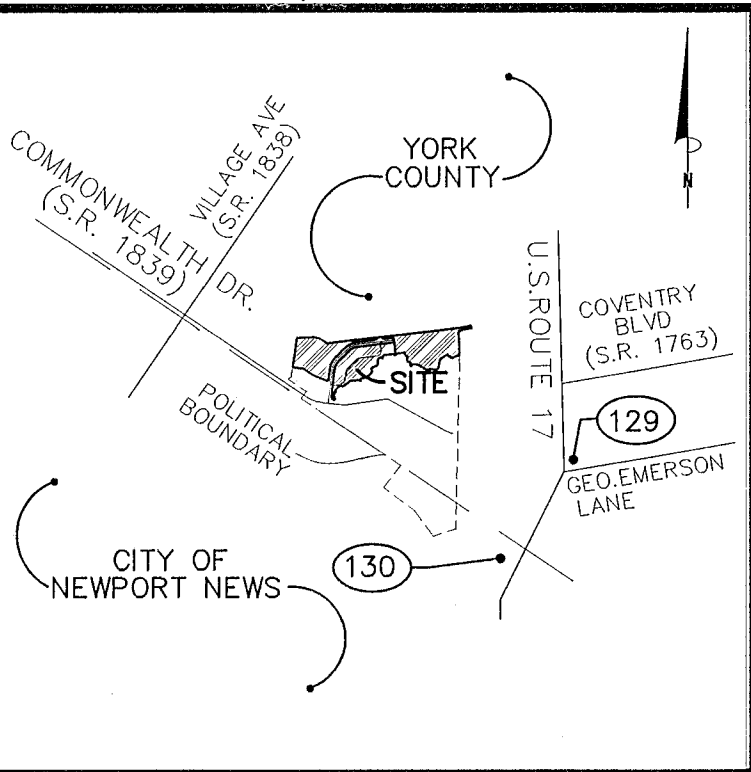 YORK
COUNTY
N
VILLAGE AVE
(S.R. 1838)
COMMONWEALTH DR.
(S.R. 1839)
U.S.ROUTE 17
COVENTRY
BLVD
(S.R. 1763)
SITE
POLITICAL
BOUNDARY
129
GEO.EMERSON
LANE
130
CITY OF
NEWPORT NEWS